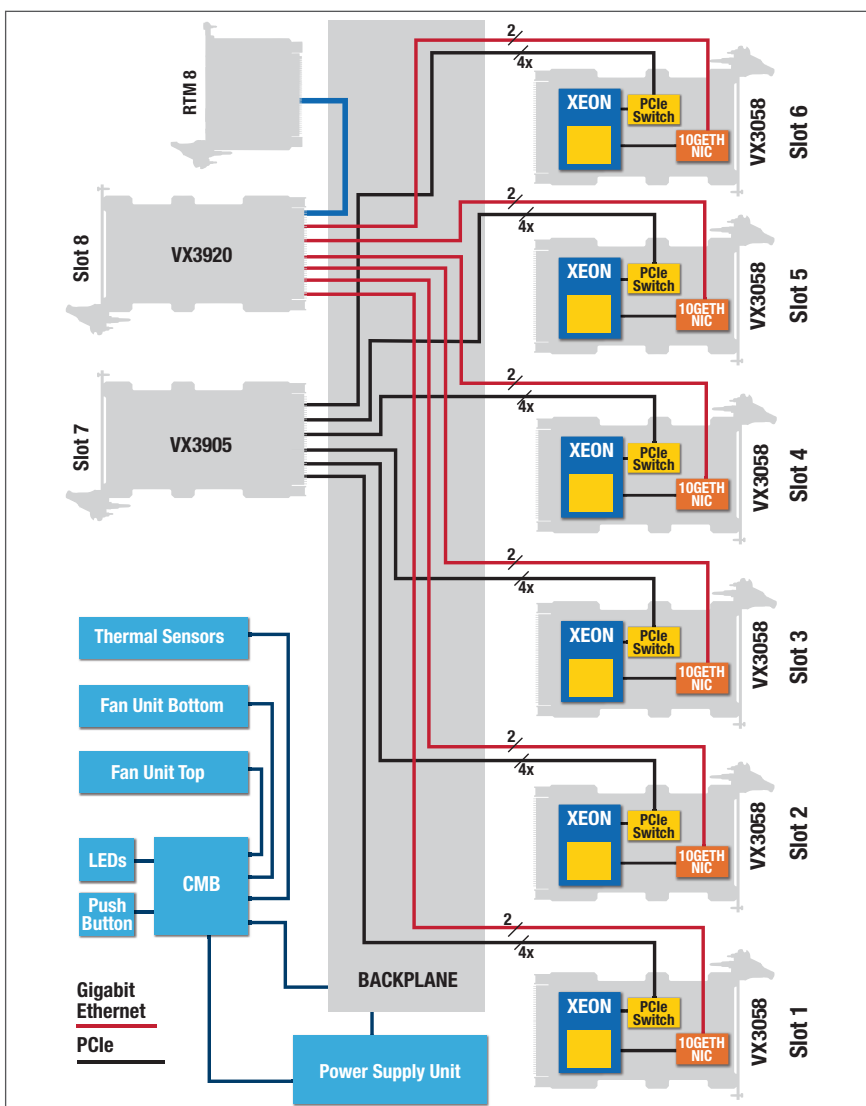 RTM 8
2
4x
XEON
PCIe
Switch
10GETH
NIC
VX3058
Slot 6
Slot 8
VX3920
2
4x
XEON
PCIe
Switch
10GETH
NIC
VX3058
Slot 5
Slot 7
VX3905
2
4x
XEON
PCIe
Switch
10GETH
NIC
VX3058
Slot 4
2
4x
XEON
PCIe
Switch
10GETH
NIC
VX3058
Slot 3
Thermal Sensors
Fan Unit Bottom
Fan Unit Top
LEDs
Push
Button
CMB
2
4x
XEON
PCIe
Switch
10GETH
NIC
VX3058
Slot 2
2
4x
XEON
PCIe
Switch
10GETH
NIC
VX3058
Slot 1
BACKPLANE
Gigabit
Ethernet
PCIe
Power Supply Unit